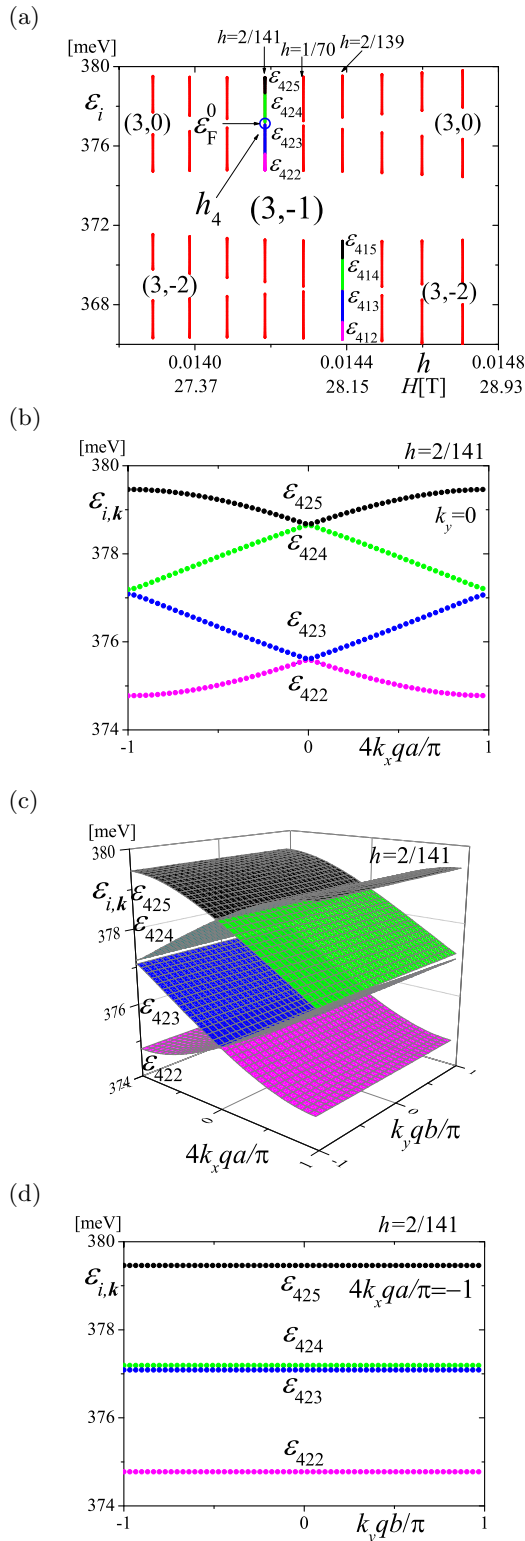 (a)
[meV]
h=2/141
h=1/70
h=2/139
380
376
372
368
ε_i
(3,0)
ε_F^0
h_4
ε_425
ε_424
ε_423
ε_422
(3,0)
(3,-1)
(3,-2)
ε_415
ε_414
ε_413
ε_412
(3,-2)
0.0140 0.0144 h 0.0148
27.37 28.15 H[T] 28.93
(b)
[meV]
h=2/141
380
378
376
374
ε_{i,k}
ε_425
k_y=0
ε_424
ε_423
ε_422
-1 0 1
4k_xqa/π
(c)
[meV]
380
378
376
374
h=2/141
ε_{i,k}
ε_425
ε_424
ε_423
ε_422
0
1
4k_xqa/π
-1
0
1
k_yqb/π
(d)
[meV]
h=2/141
380
378
376
374
ε_{i,k}
ε_425
4k_xqa/π=-1
ε_424
ε_423
ε_422
-1 0 1
k_yqb/π